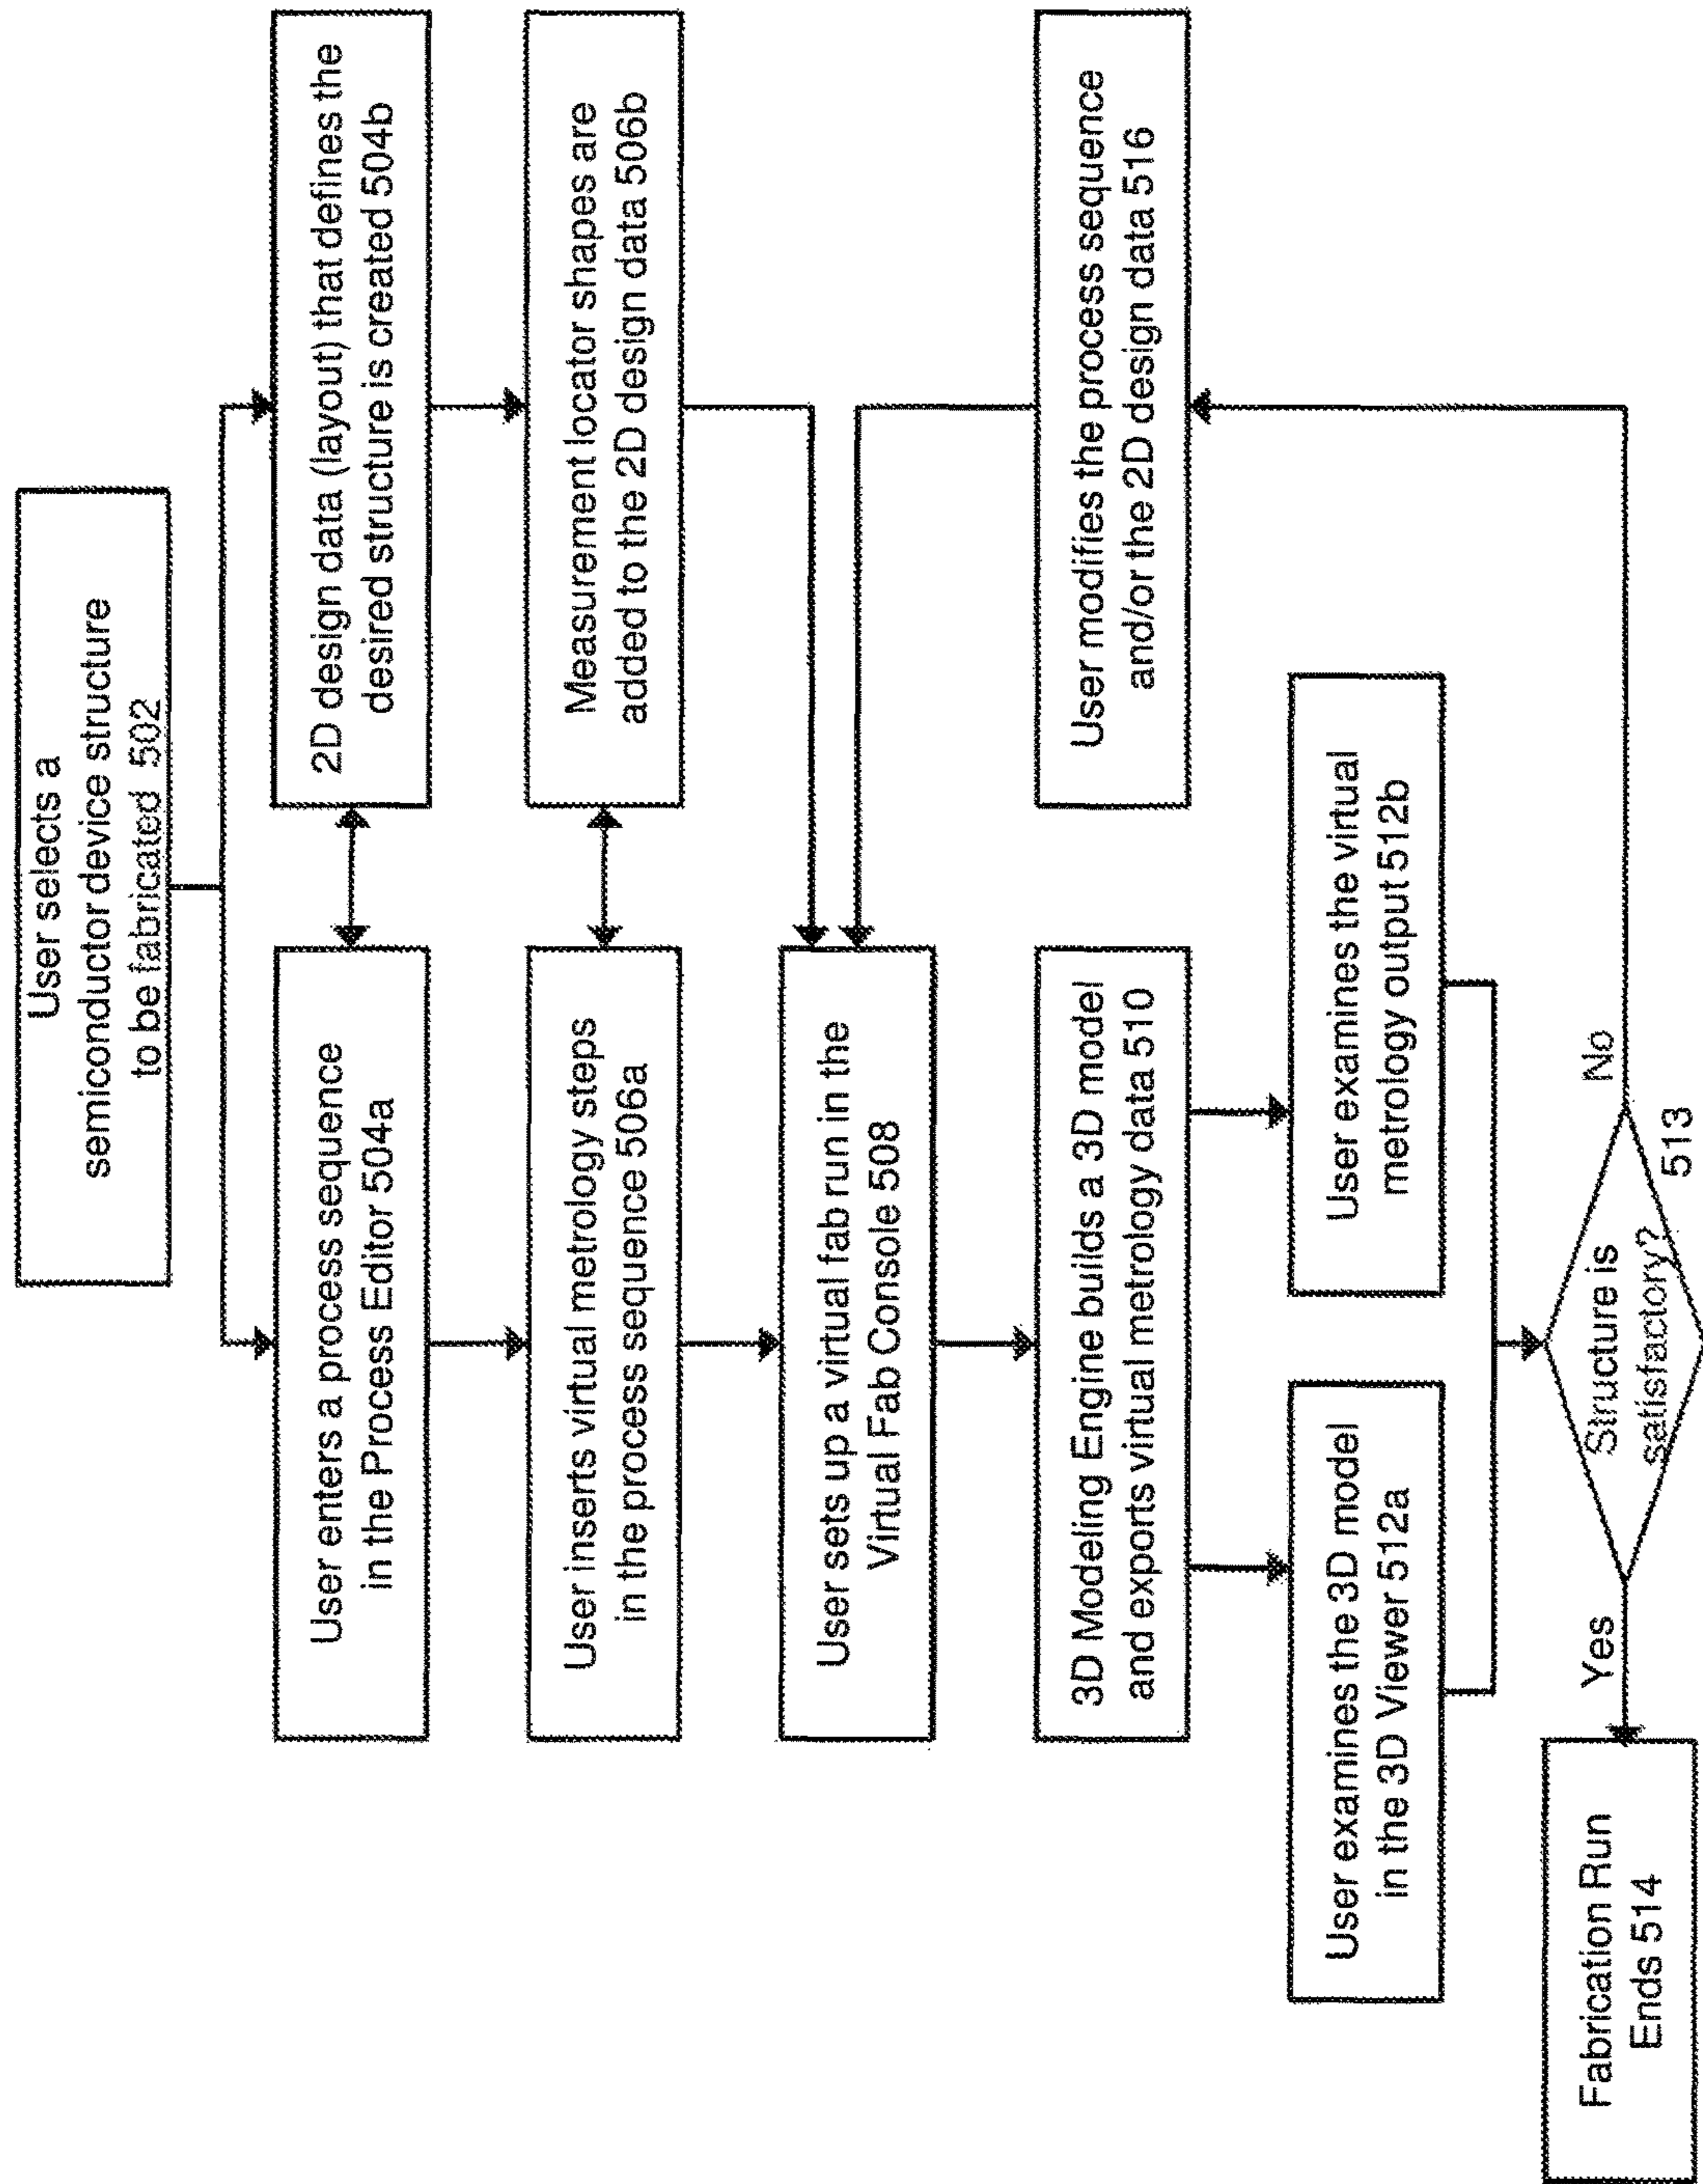 User selects a
semiconductor device structure
to be fabricated 502
User enters a process sequence
in the Process Editor 504a
2D design data (layout) that defines the
desired structure is created 504b
User inserts virtual metrology steps
in the process sequence 506a
Measurement locator shapes are
added to the 2D design data 506b
User sets up a virtual fab run in the
Virtual Fab Console 508
3D Modeling Engine builds a 3D model
and exports virtual metrology data 510
User modifies the process sequence
and/or the 2D design data 516
User examines the 3D model
in the 3D Viewer 512a
User examines the virtual
metrology output 512b
Structure is
satisfactory?
513
Yes
No
Fabrication Run
Ends 514